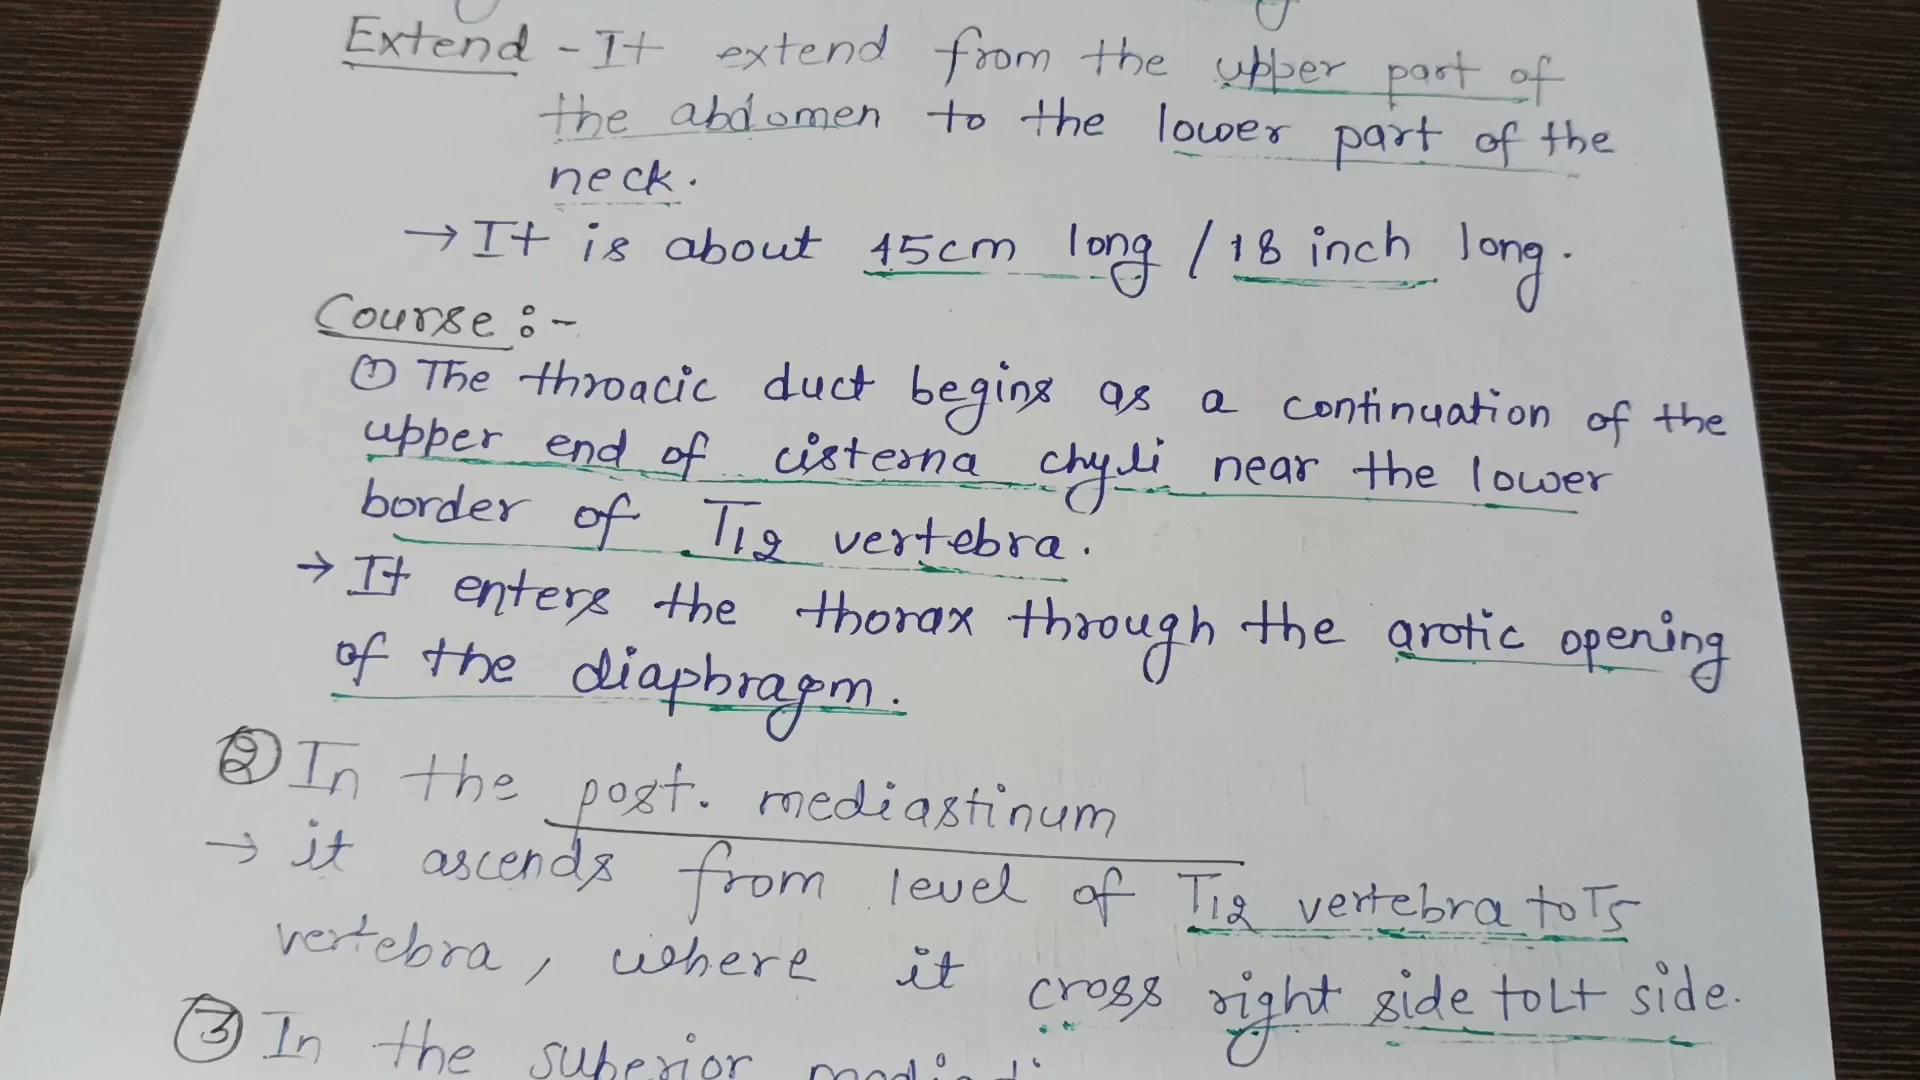 Extend - It extend from the upper part of
the abdomen to the lower part of the
neck.
→ It is about 45cm long / 18 inch long.
Course :-
① The throacic duct begins as a continuation of the
upper end of cisterna chyli near the lower
border of T12 vertebra.
→ It enters the thorax through the arotic opening
of the diaphragm.
② In the post. mediastinum
→ it ascends from level of T12 vertebra to T5
vertebra, where it cross right side to Lt side.
③ In the superior